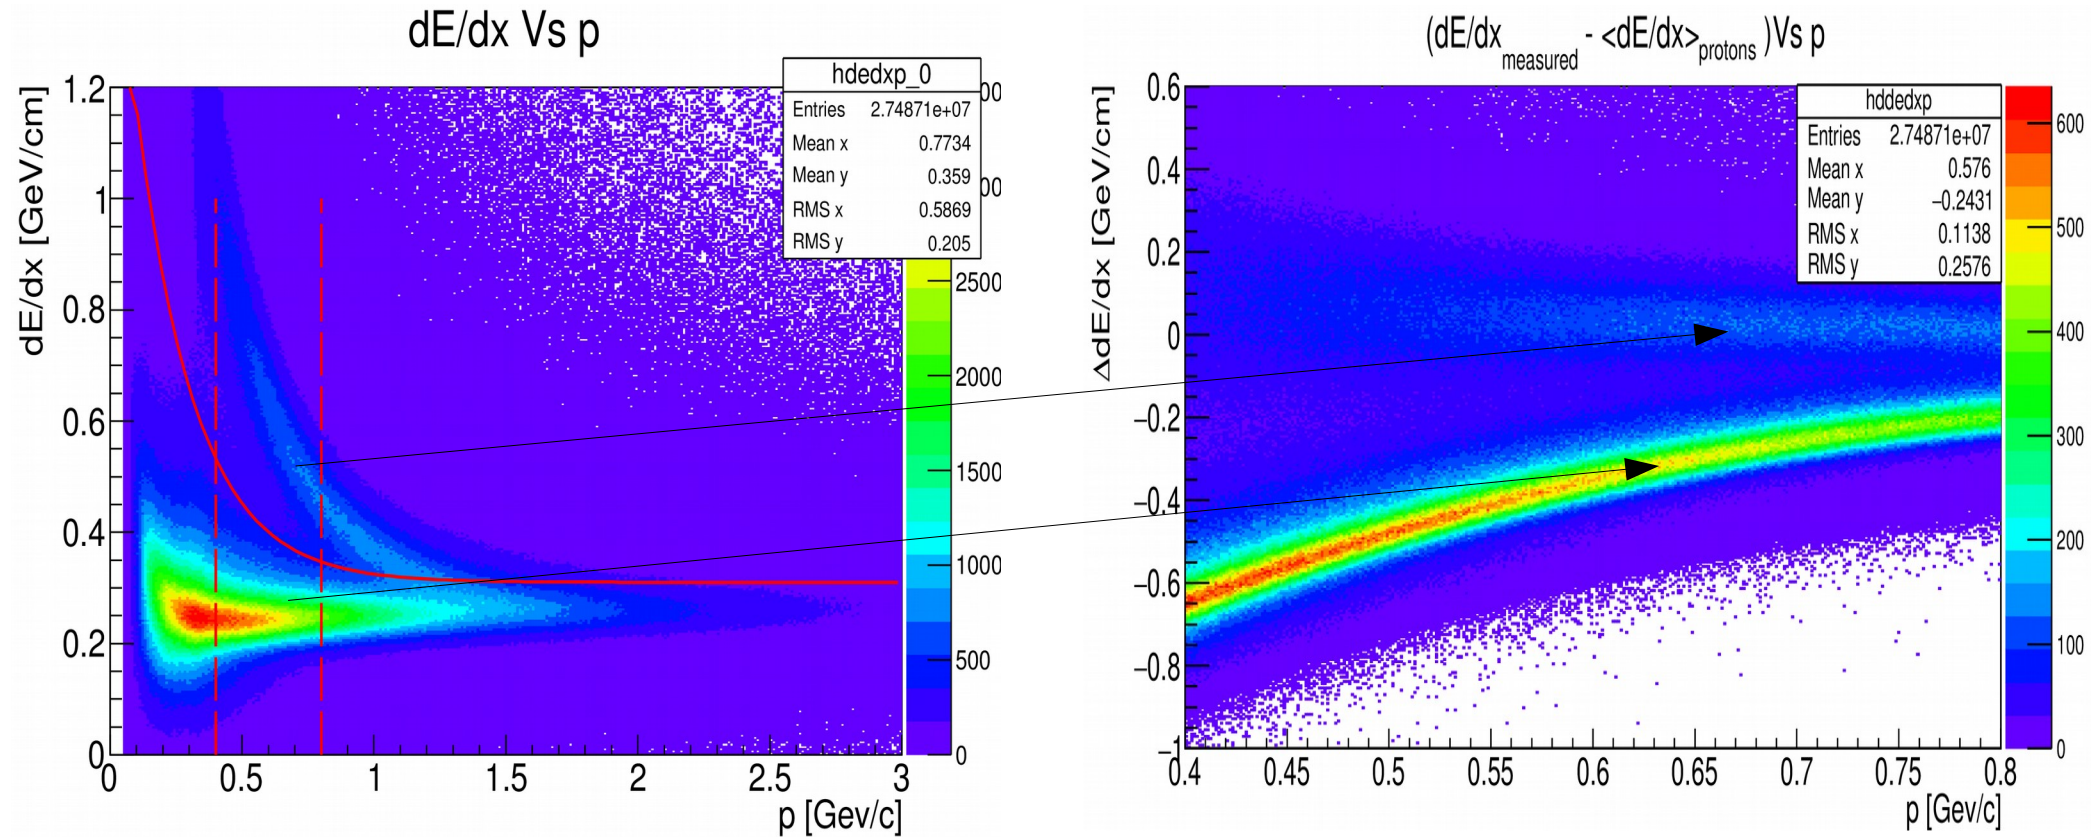 dE/dx Vs p
dE/dx [GeV/cm]
1.2
1
0.8
0.6
0.4
0.2
0
0 0.5 1 1.5 2 2.5 3
p [Gev/c]
hdedxp_0
Entries 2.74871e+07
Mean x 0.7734
Mean y 0.359
RMS x 0.5869
RMS y 0.205
00
00
2500
2000
1500
1000
500
0
(dE/dx measured - <dE/dx> protons )Vs p
ΔdE/dx [GeV/cm]
0.6
0.4
0.2
0
−0.2
−0.4
−0.6
−0.8
−1
0.4 0.45 0.5 0.55 0.6 0.65 0.7 0.75 0.8
p [Gev/c]
hddedxp
Entries 2.74871e+07
Mean x 0.576
Mean y −0.2431
RMS x 0.1138
RMS y 0.2576
600
500
400
300
200
100
0